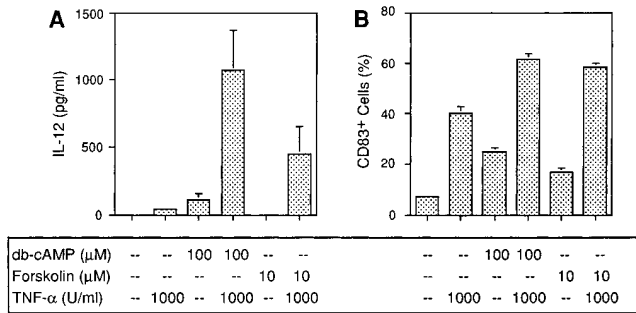 A
B
1500
1000
500
0
IL-12 (pg/ml)
80
60
40
20
0
CD83+ Cells (%)
db-cAMP (µM) -- -- 100 100 -- -- -- -- 100 100 -- --
Forskolin (µM) -- -- -- -- 10 10 -- -- -- -- 10 10
TNF-α (U/ml) -- 1000 -- 1000 -- 1000 -- 1000 -- 1000 -- 1000